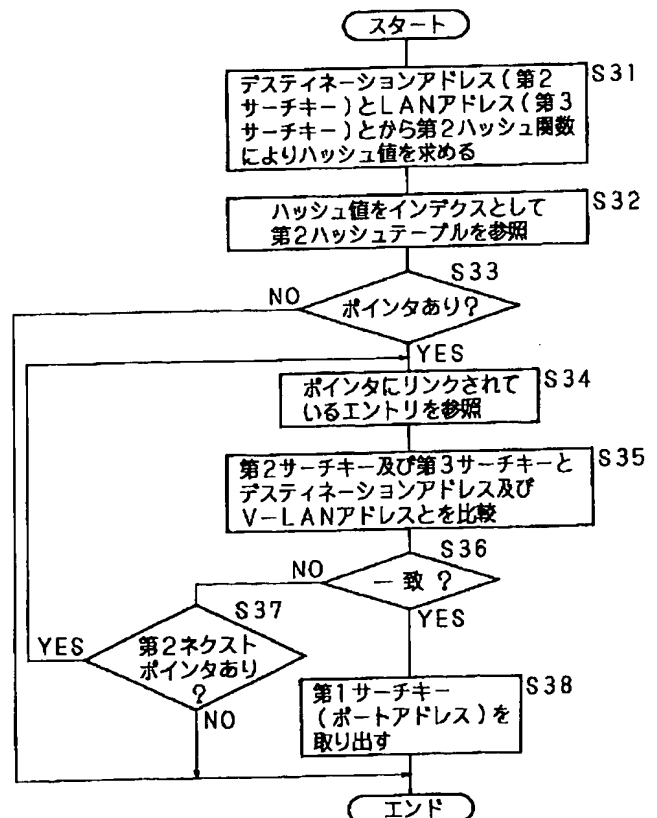 スタート
S31
デスティネーションアドレス(第2
サーチキー)とLANアドレス(第3
サーチキー)とから第2ハッシュ関数
によりハッシュ値を求める
S32
ハッシュ値をインデクスとして
第2ハッシュテーブルを参照
S33
NO
ポインタあり?
YES
S34
ポインタにリンクされて
いるエントリを参照
S35
第2サーチキー及び第3サーチキーと
デスティネーションアドレス及び
V-LANアドレスとを比較
S36
NO
一致?
YES
S37
YES
第2ネクスト
ポインタあり
?
NO
S38
第1サーチキー
(ポートアドレス)を
取り出す
エンド